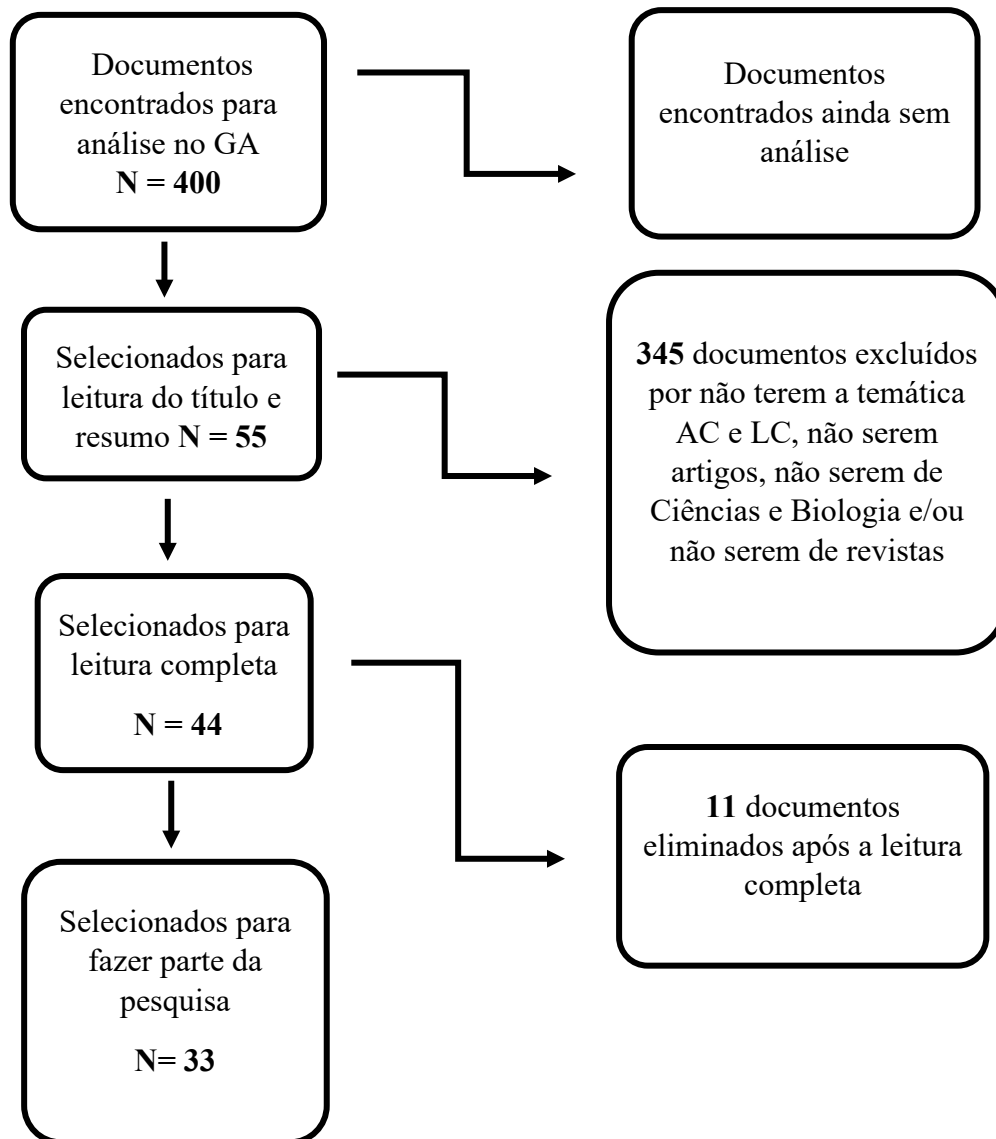 Documentos
encontrados para
análise no GA
N = 400
Documentos
encontrados ainda sem
análise
Selecionados para
leitura do título e
resumo N = 55
345 documentos excluídos
por não terem a temática
AC e LC, não serem
artigos, não serem de
Ciências e Biologia e/ou
não serem de revistas
Selecionados para
leitura completa
N = 44
11 documentos
eliminados após a leitura
completa
Selecionados para
fazer parte da
pesquisa
N= 33